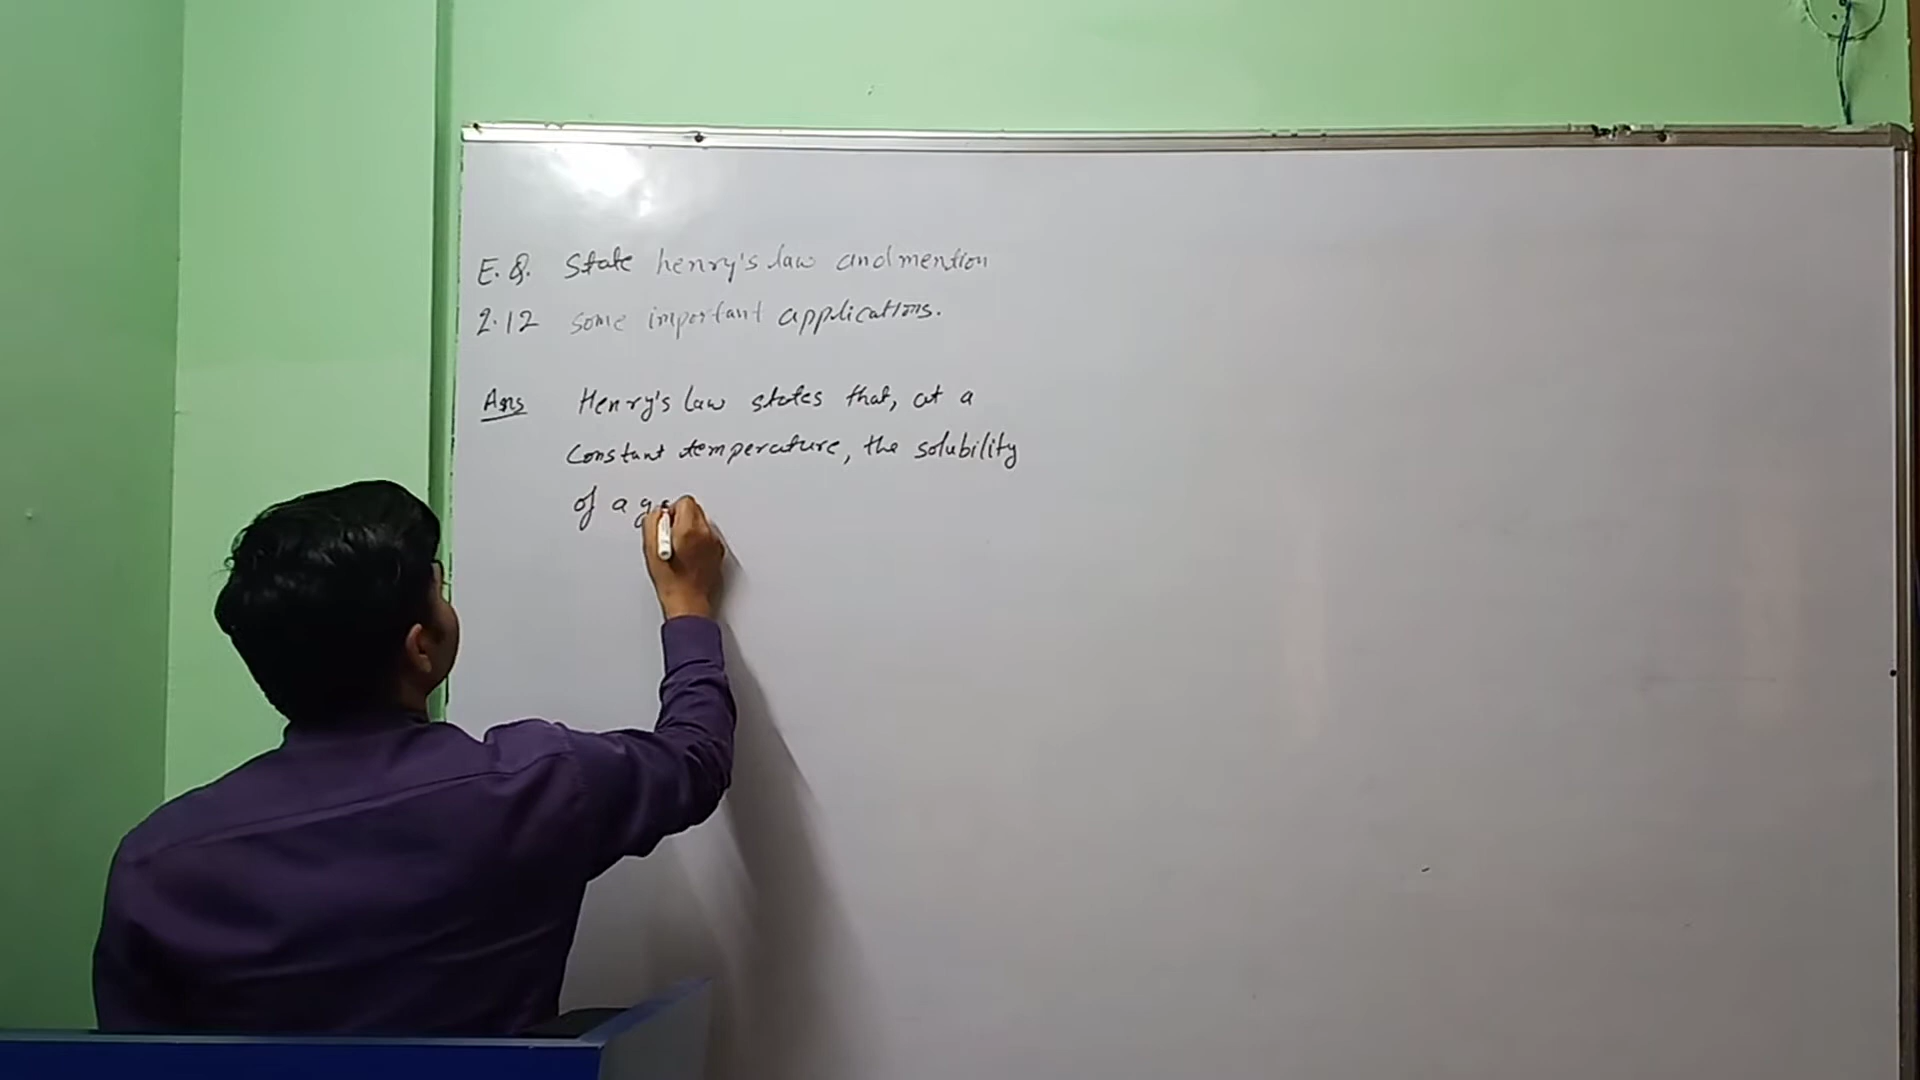 E.Q. State henry's law and mention
2.12 some important applications.
Ans Henry's law states that, at a
constant temperature, the solubility
of a